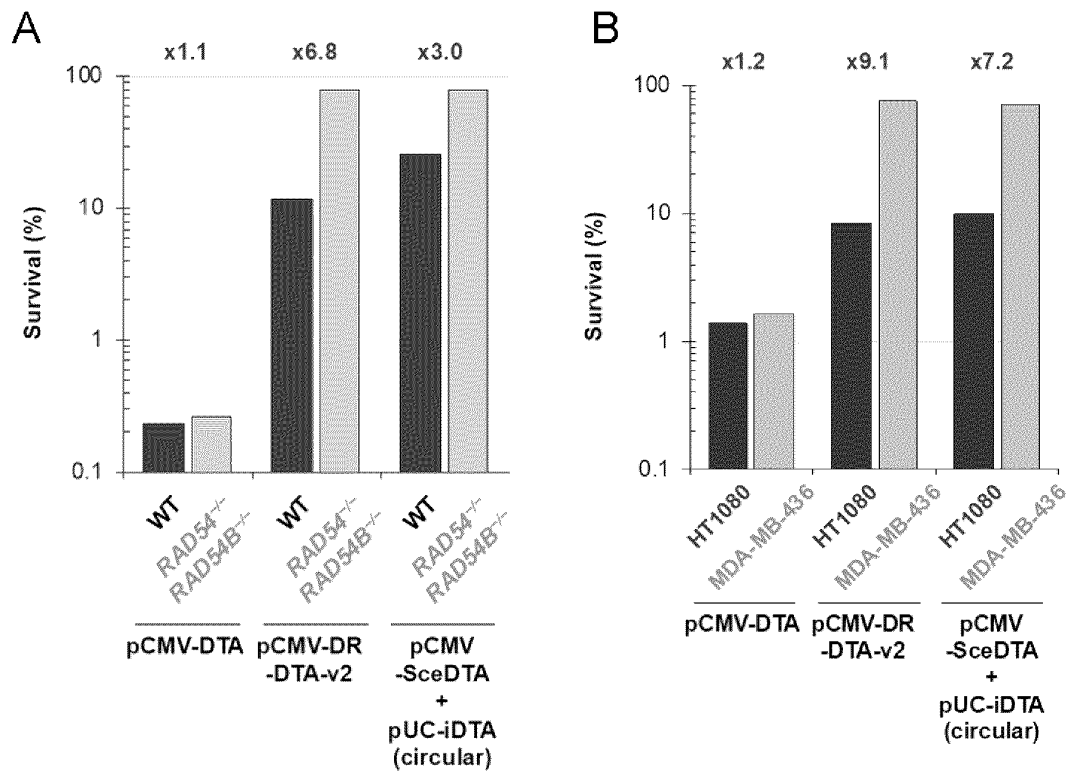 A
x1.1 x6.8 x3.0
100
10
1
0.1
Survival (%)
WT
RAD54−/−
RAD54B−/−
WT
RAD54−/−
RAD54B−/−
WT
RAD54−/−
RAD54B−/−
pCMV-DTA
pCMV-DR
-DTA-v2
pCMV
-SceDTA
+
pUC-iDTA
(circular)
B
x1.2 x9.1 x7.2
100
10
1
0.1
Survival (%)
HT1080
MDA-MB-436
HT1080
MDA-MB-436
HT1080
MDA-MB-436
pCMV-DTA
pCMV-DR
-DTA-v2
pCMV
-SceDTA
+
pUC-iDTA
(circular)